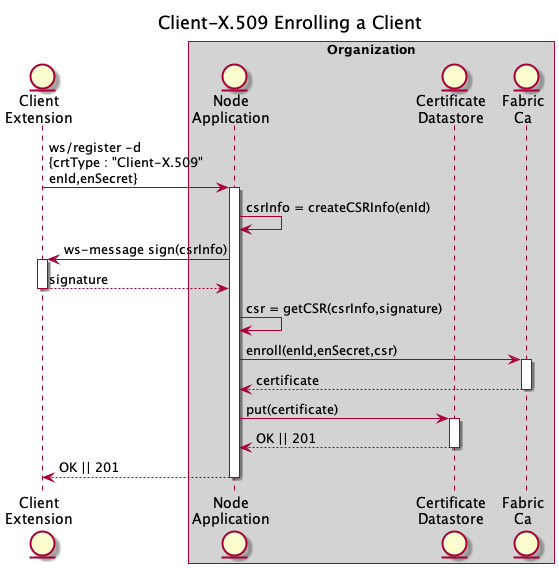 Client-X.509 Enrolling a Client
Organization
Client
Extension
Node
Application
Certificate
Datastore
Fabric
Ca
ws/register -d
{crtType : "Client-X.509"
enId,enSecret}
csrInfo = createCSRInfo(enId)
ws-message sign(csrInfo)
signature
csr = getCSR(csrInfo,signature)
enroll(enId,enSecret,csr)
certificate
put(certificate)
OK || 201
OK || 201
Client
Extension
Node
Application
Certificate
Datastore
Fabric
Ca